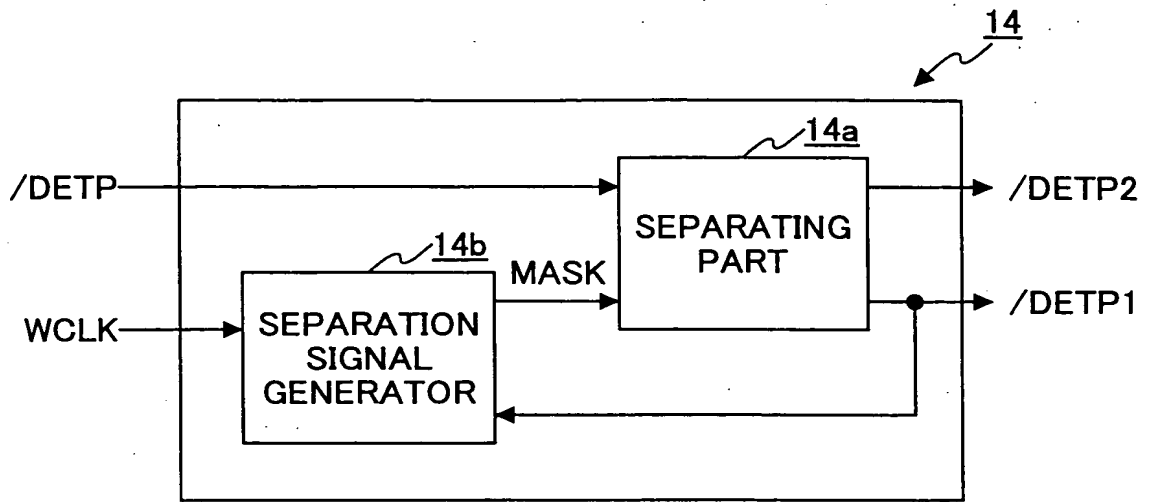 14
14a
/DETP
SEPARATING
PART
/DETP2
14b
MASK
WCLK
SEPARATION
SIGNAL
GENERATOR
/DETP1